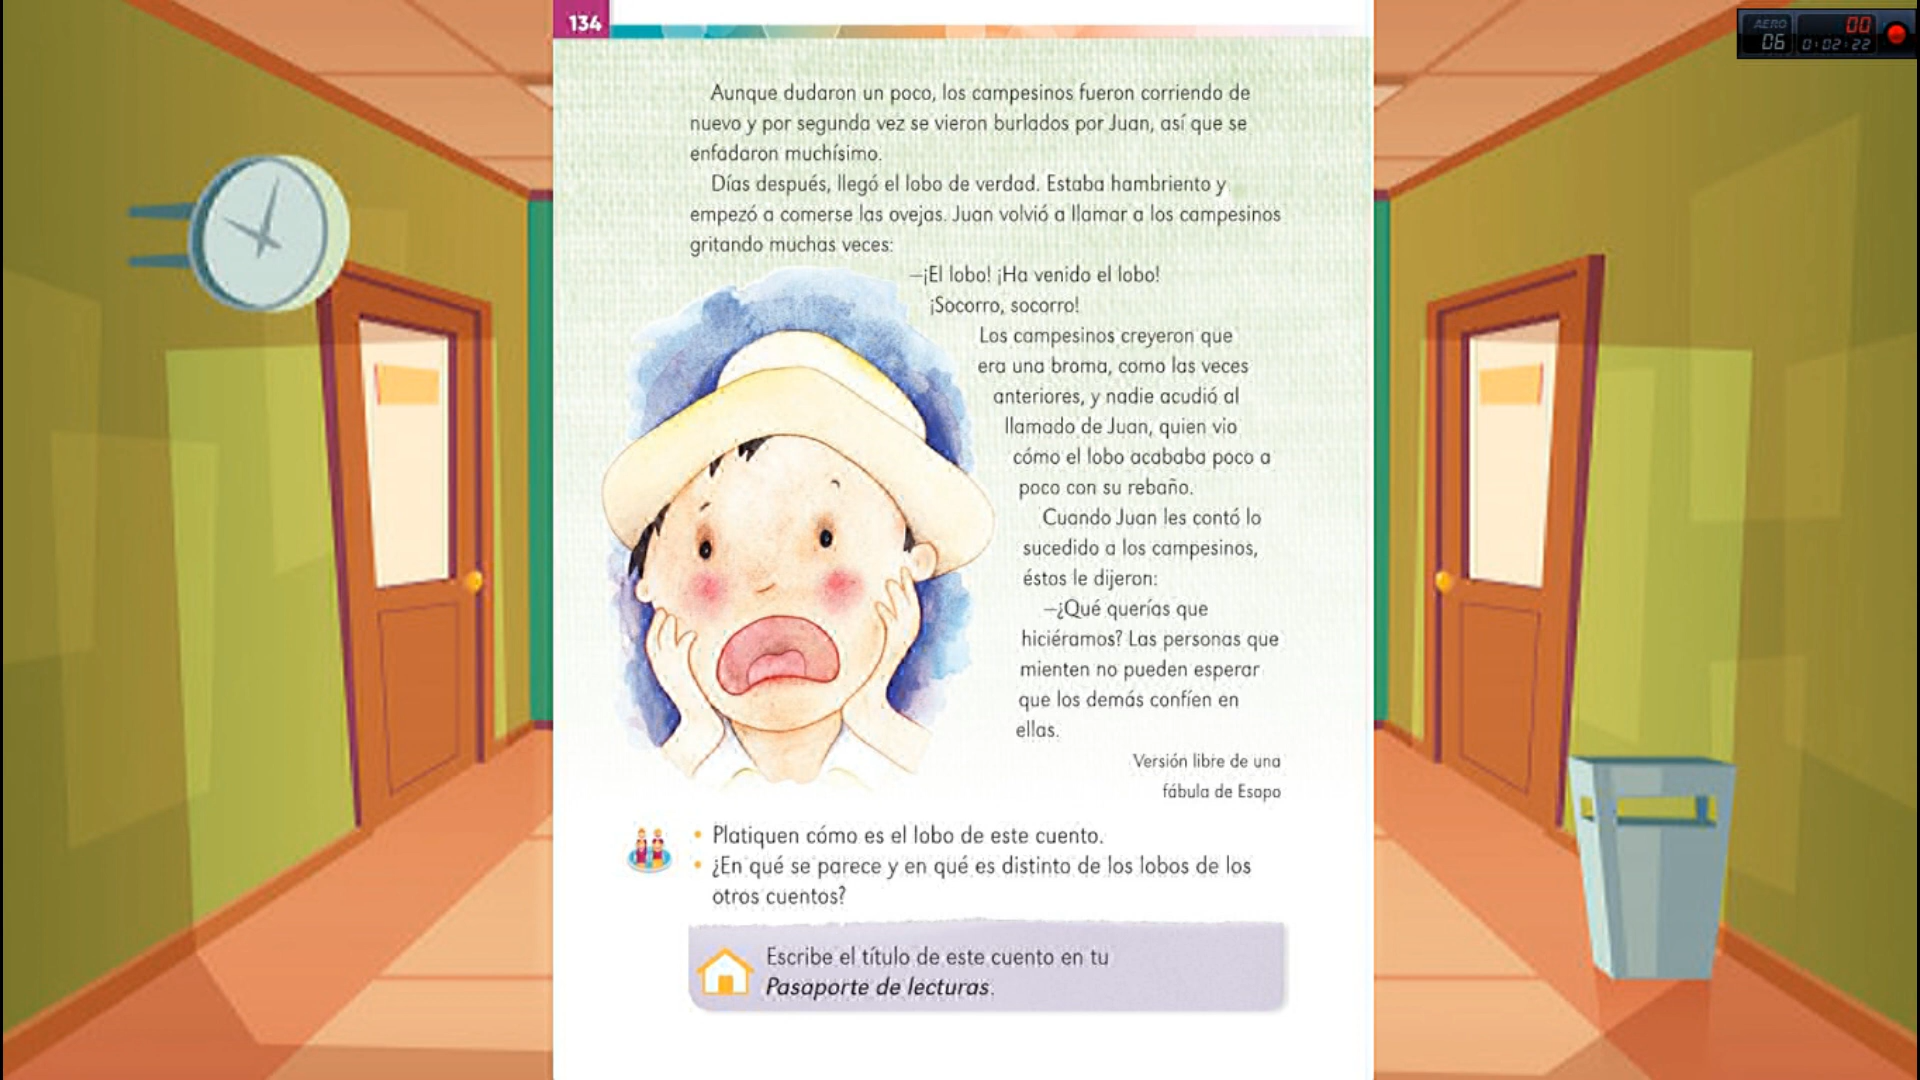 134
AERO
06
00
0:02:22
Aunque dudaron un poco, los campesinos fueron corriendo de
nuevo y por segunda vez se vieron burlados por Juan, así que se
enfadaron muchísimo.
Días después, llegó el lobo de verdad. Estaba hambriento y
empezó a comerse las ovejas. Juan volvió a llamar a los campesinos
gritando muchas veces:
—¡El lobo! ¡Ha venido el lobo!
¡Socorro, socorro!
Los campesinos creyeron que
era una broma, como las veces
anteriores, y nadie acudió al
llamado de Juan, quien vio
cómo el lobo acababa poco a
poco con su rebaño.
Cuando Juan les contó lo
sucedido a los campesinos,
éstos le dijeron:
—¿Qué querías que
hiciéramos? Las personas que
mienten no pueden esperar
que los demás confíen en
ellas.
Versión libre de una
fábula de Esopo
• Platiquen cómo es el lobo de este cuento.
• ¿En qué se parece y en qué es distinto de los lobos de los
otros cuentos?
Escribe el título de este cuento en tu
Pasaporte de lecturas.